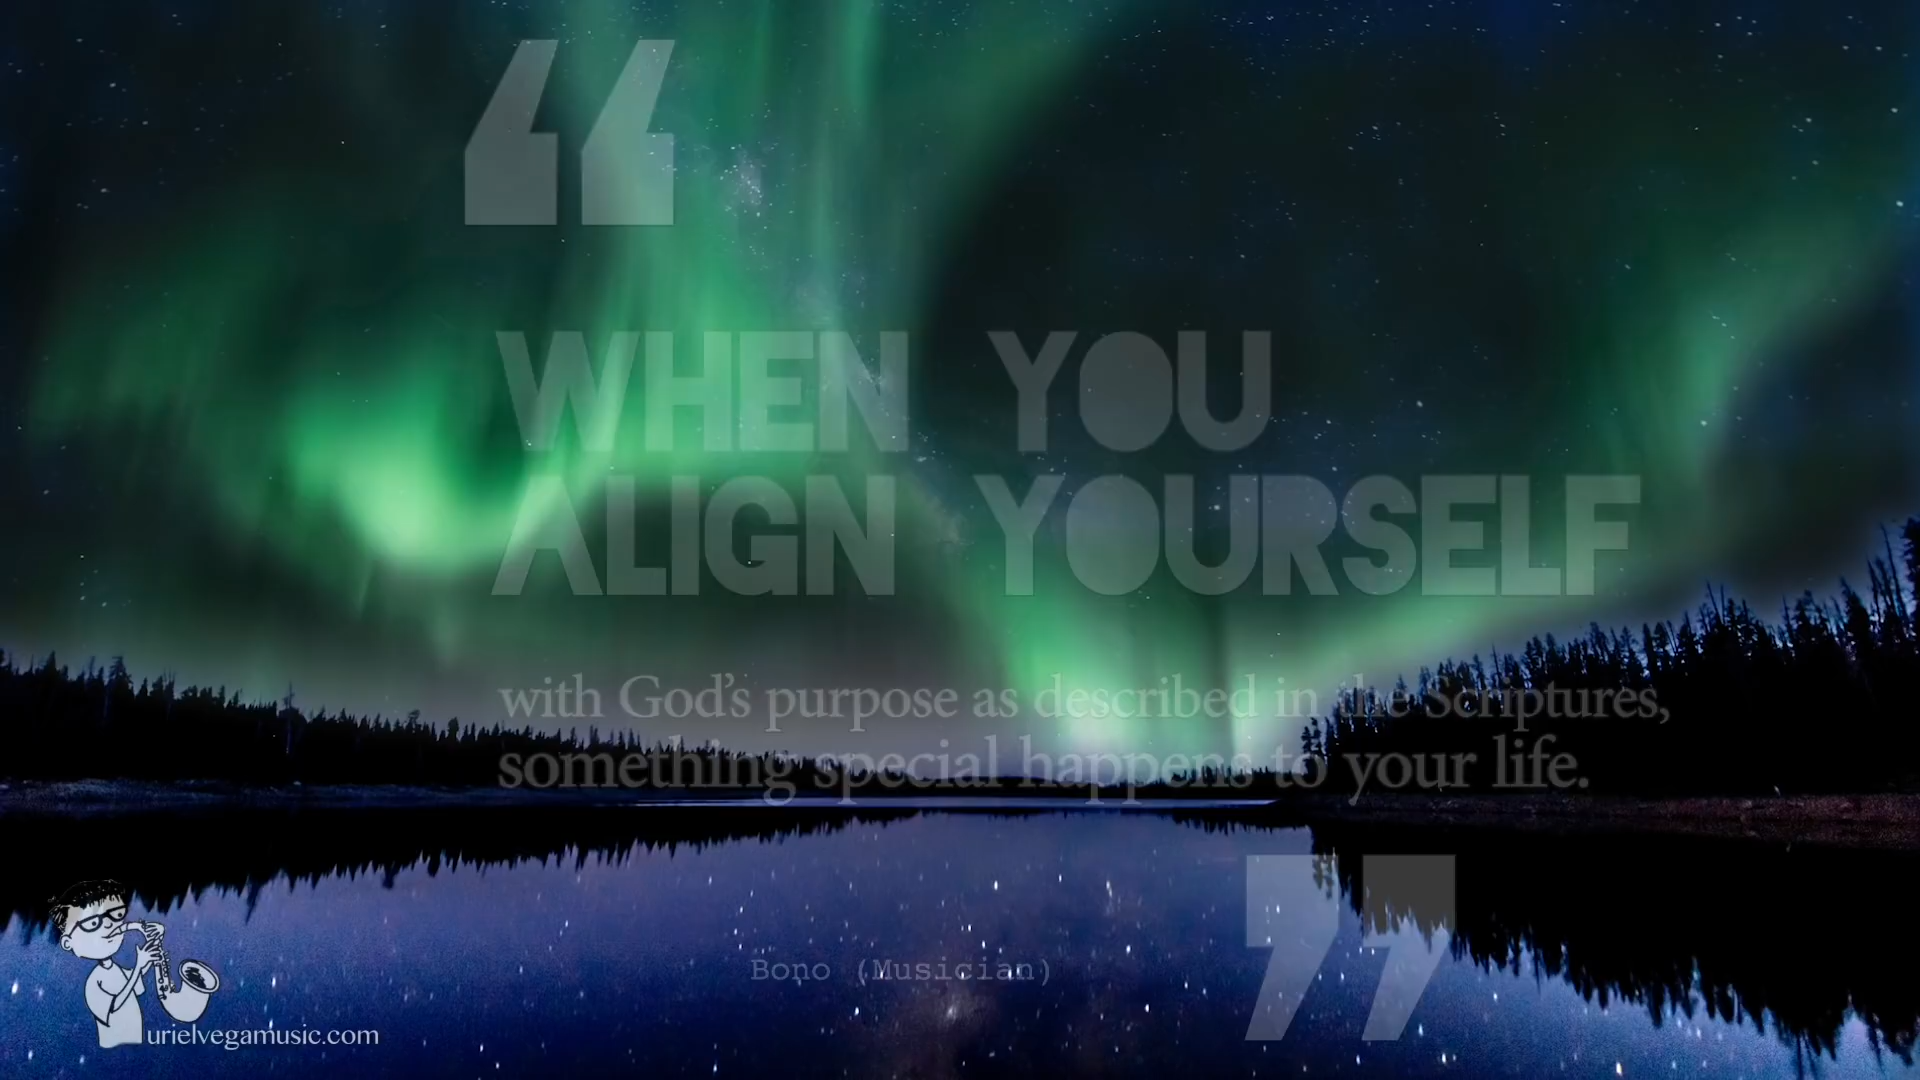 “
WHEN YOU
ALIGN YOURSELF
with God’s purpose as described in the Scriptures,
something special happens to your life.
”
Bono (Musician)
urielvegamusic.com